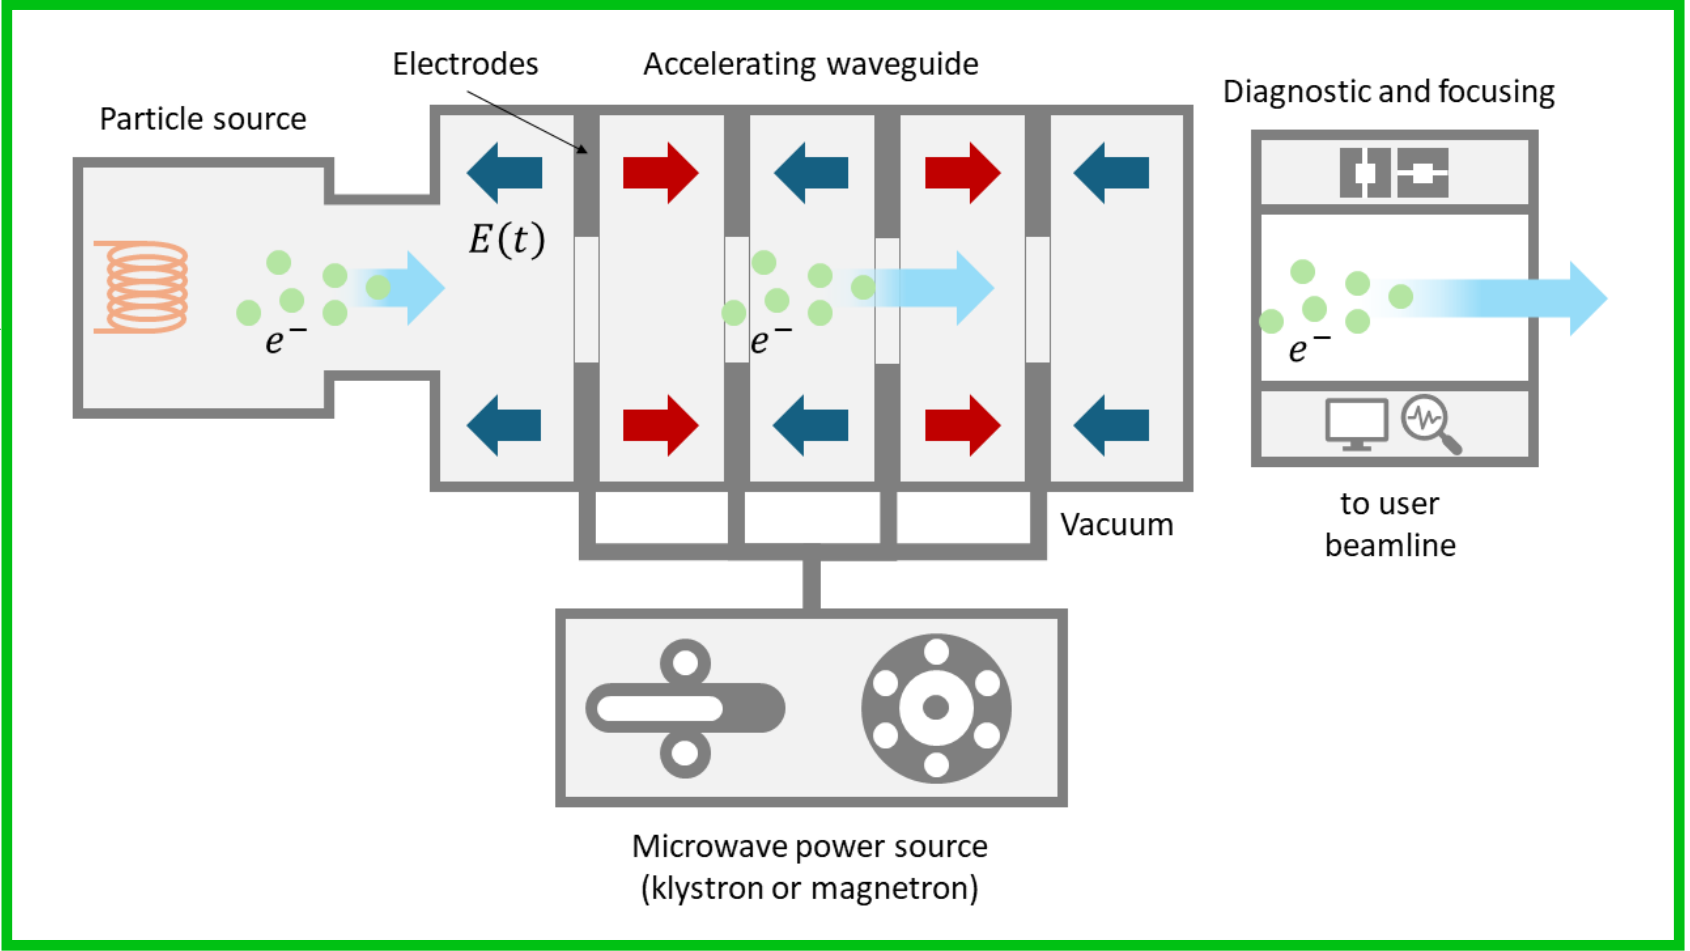 Electrodes
Accelerating waveguide
Diagnostic and focusing
Particle source
E(t)
e⁻
e⁻
e⁻
to user
beamline
Vacuum
Microwave power source
(klystron or magnetron)